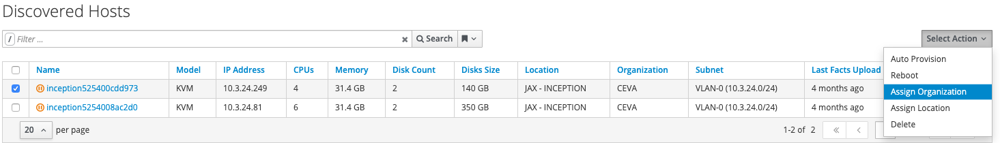 Discovered Hosts
/ Filter ... × Search Select Action
Auto Provision
Reboot
Assign Organization
Assign Location
Delete
Name Model IP Address CPUs Memory Disk Count Disks Size Location Organization Subnet Last Facts Upload
inception525400cdd973 KVM 10.3.24.249 4 31.4 GB 2 140 GB JAX - INCEPTION CEVA VLAN-0 (10.3.24.0/24) 4 months ago
inception5254008ac2d0 KVM 10.3.24.81 6 31.4 GB 2 350 GB JAX - INCEPTION CEVA VLAN-0 (10.3.24.0/24) 4 months ago
20 per page 1-2 of 2 « <